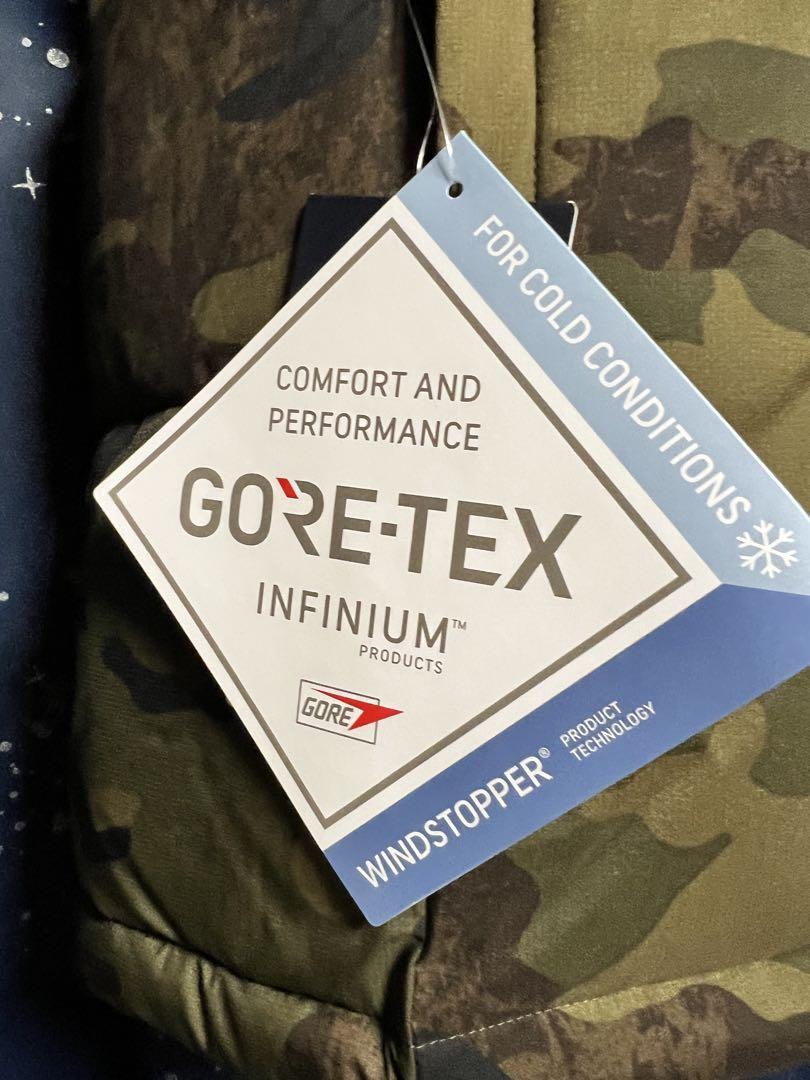 FOR COLD CONDITIONS
COMFORT AND
PERFORMANCE
GORE-TEX
INFINIUM™
PRODUCTS
GORE
WINDSTOPPER®
PRODUCT
TECHNOLOGY